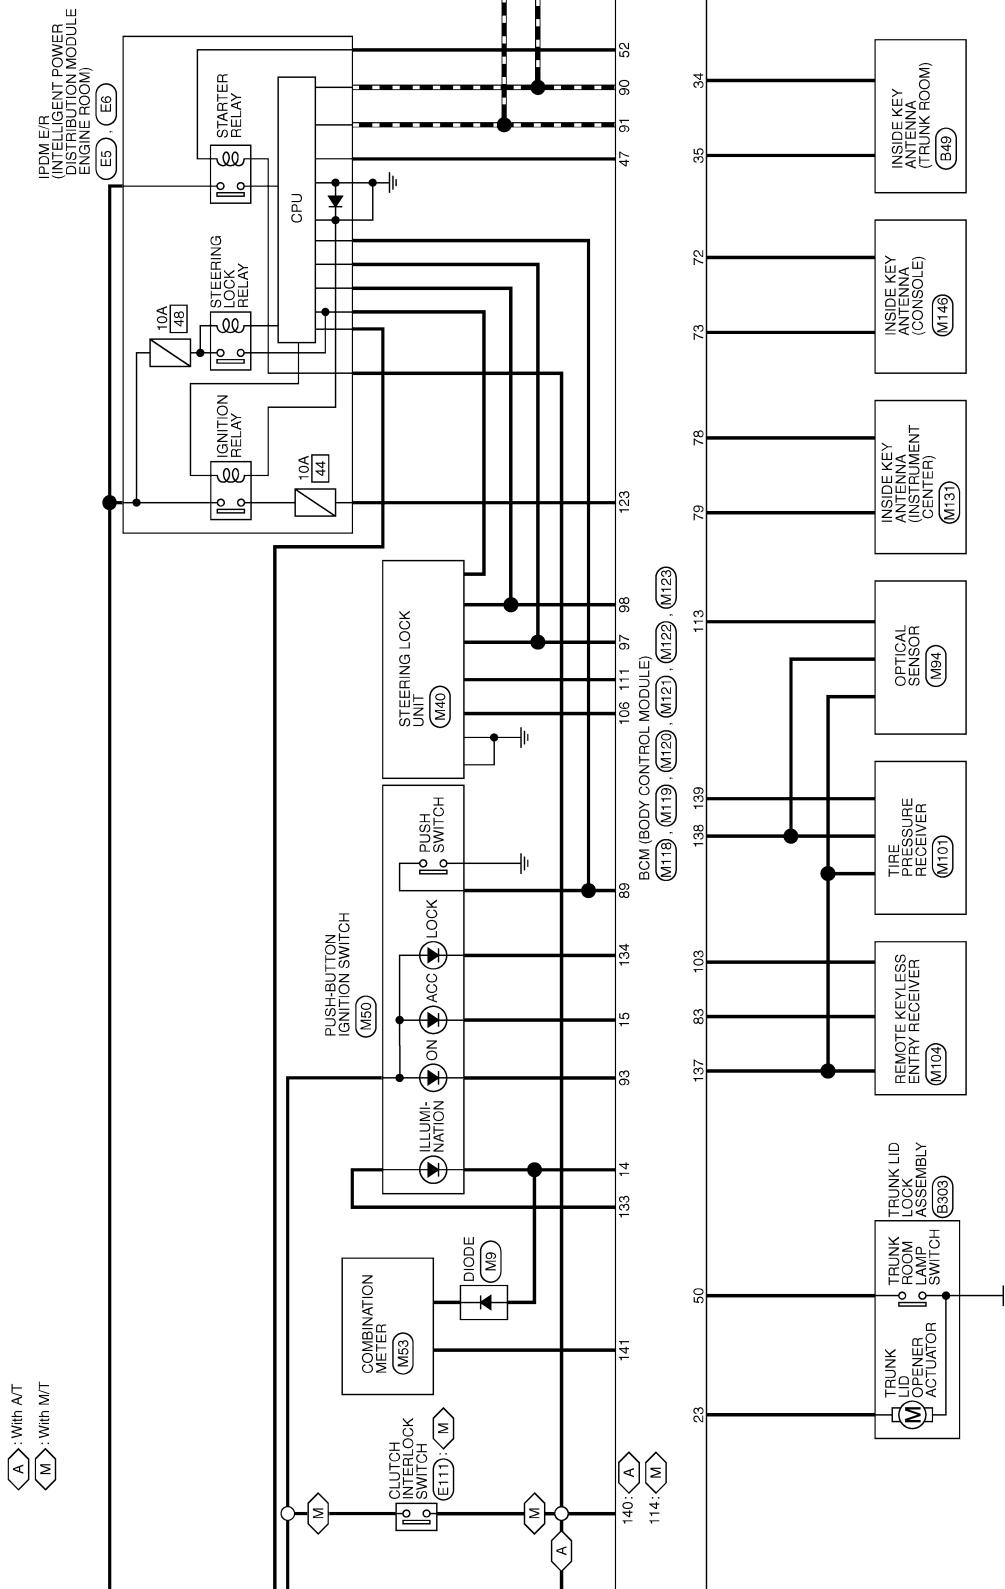 A : With A/T
M : With M/T
IPDM E/R
(INTELLIGENT POWER
DISTRIBUTION MODULE
ENGINE ROOM)
E5 , E6
STARTER
RELAY
STEERING
LOCK
RELAY
10A
48
IGNITION
RELAY
10A
44
CPU
52
90
91
47
123
98
97
111
106
89
134
15
93
14
133
141
140: A
114: M
STEERING LOCK
UNIT
M40
PUSH-BUTTON
IGNITION SWITCH
M50
PUSH
SWITCH
LOCK
ACC
ON
ILLUMI-
NATION
DIODE
M9
COMBINATION
METER
M53
CLUTCH
INTERLOCK
SWITCH
E111 : M
M
M
A
BCM (BODY CONTROL MODULE)
M118 , M119 , M120 , M121 , M122 , M123
34
35
72
73
78
79
113
139
138
103
83
137
50
23
INSIDE KEY
ANTENNA
(TRUNK ROOM)
B49
INSIDE KEY
ANTENNA
(CONSOLE)
M146
INSIDE KEY
ANTENNA
(INSTRUMENT
CENTER)
M131
OPTICAL
SENSOR
M94
TIRE
PRESSURE
RECEIVER
M101
REMOTE KEYLESS
ENTRY RECEIVER
M104
TRUNK LID
LOCK
ASSEMBLY
B303
TRUNK
ROOM
LAMP
SWITCH
TRUNK
LID
OPENER
ACTUATOR
M